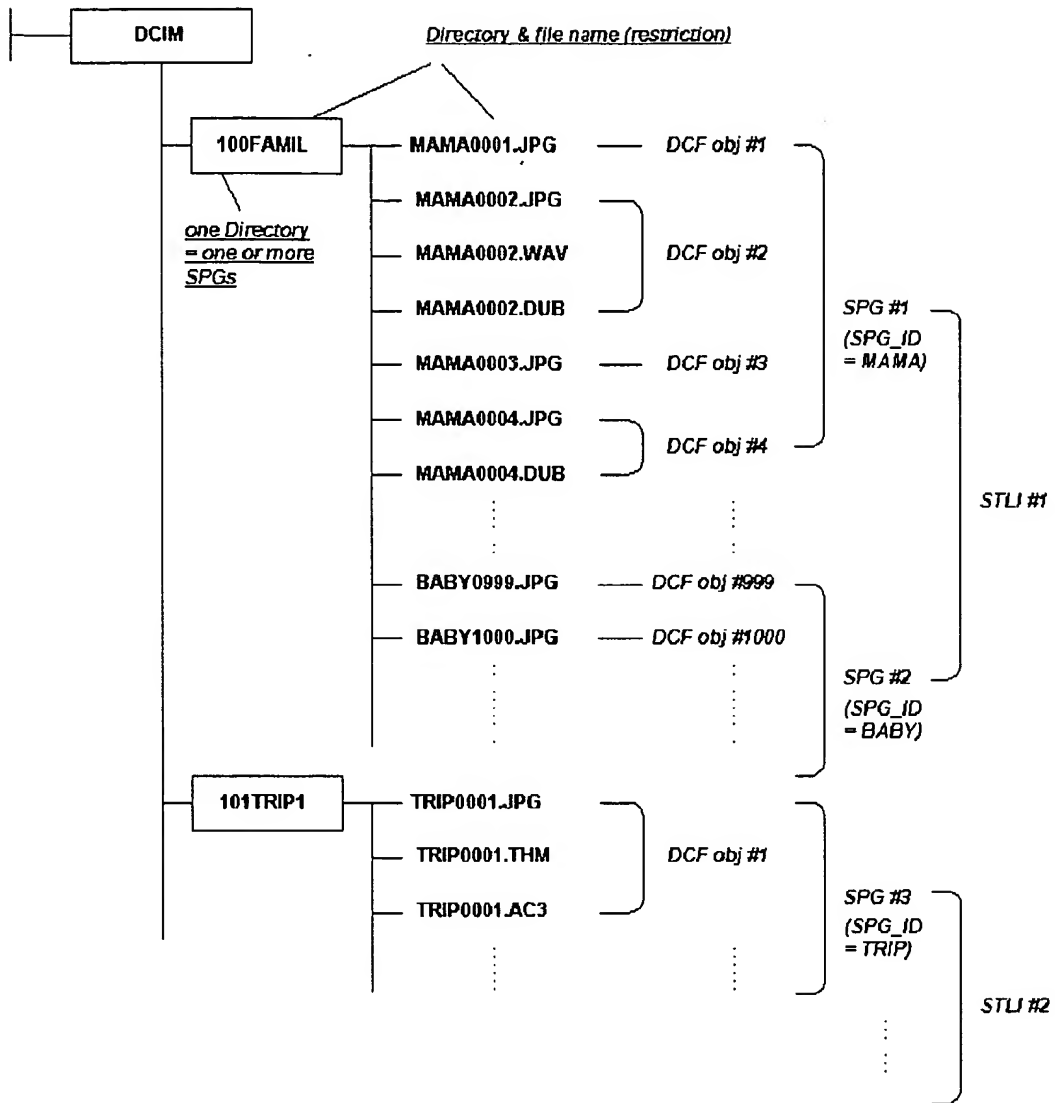 DCIM
Directory & file name (restriction)
100FAMIL
one Directory
= one or more
SPGs
MAMA0001.JPG
DCF obj #1
MAMA0002.JPG
MAMA0002.WAV
DCF obj #2
MAMA0002.DUB
SPG #1
(SPG_ID
= MAMA)
MAMA0003.JPG
DCF obj #3
MAMA0004.JPG
DCF obj #4
MAMA0004.DUB
STLI #1
BABY0999.JPG
DCF obj #999
BABY1000.JPG
DCF obj #1000
SPG #2
(SPG_ID
= BABY)
101TRIP1
TRIP0001.JPG
TRIP0001.THM
DCF obj #1
TRIP0001.AC3
SPG #3
(SPG_ID
= TRIP)
STLI #2